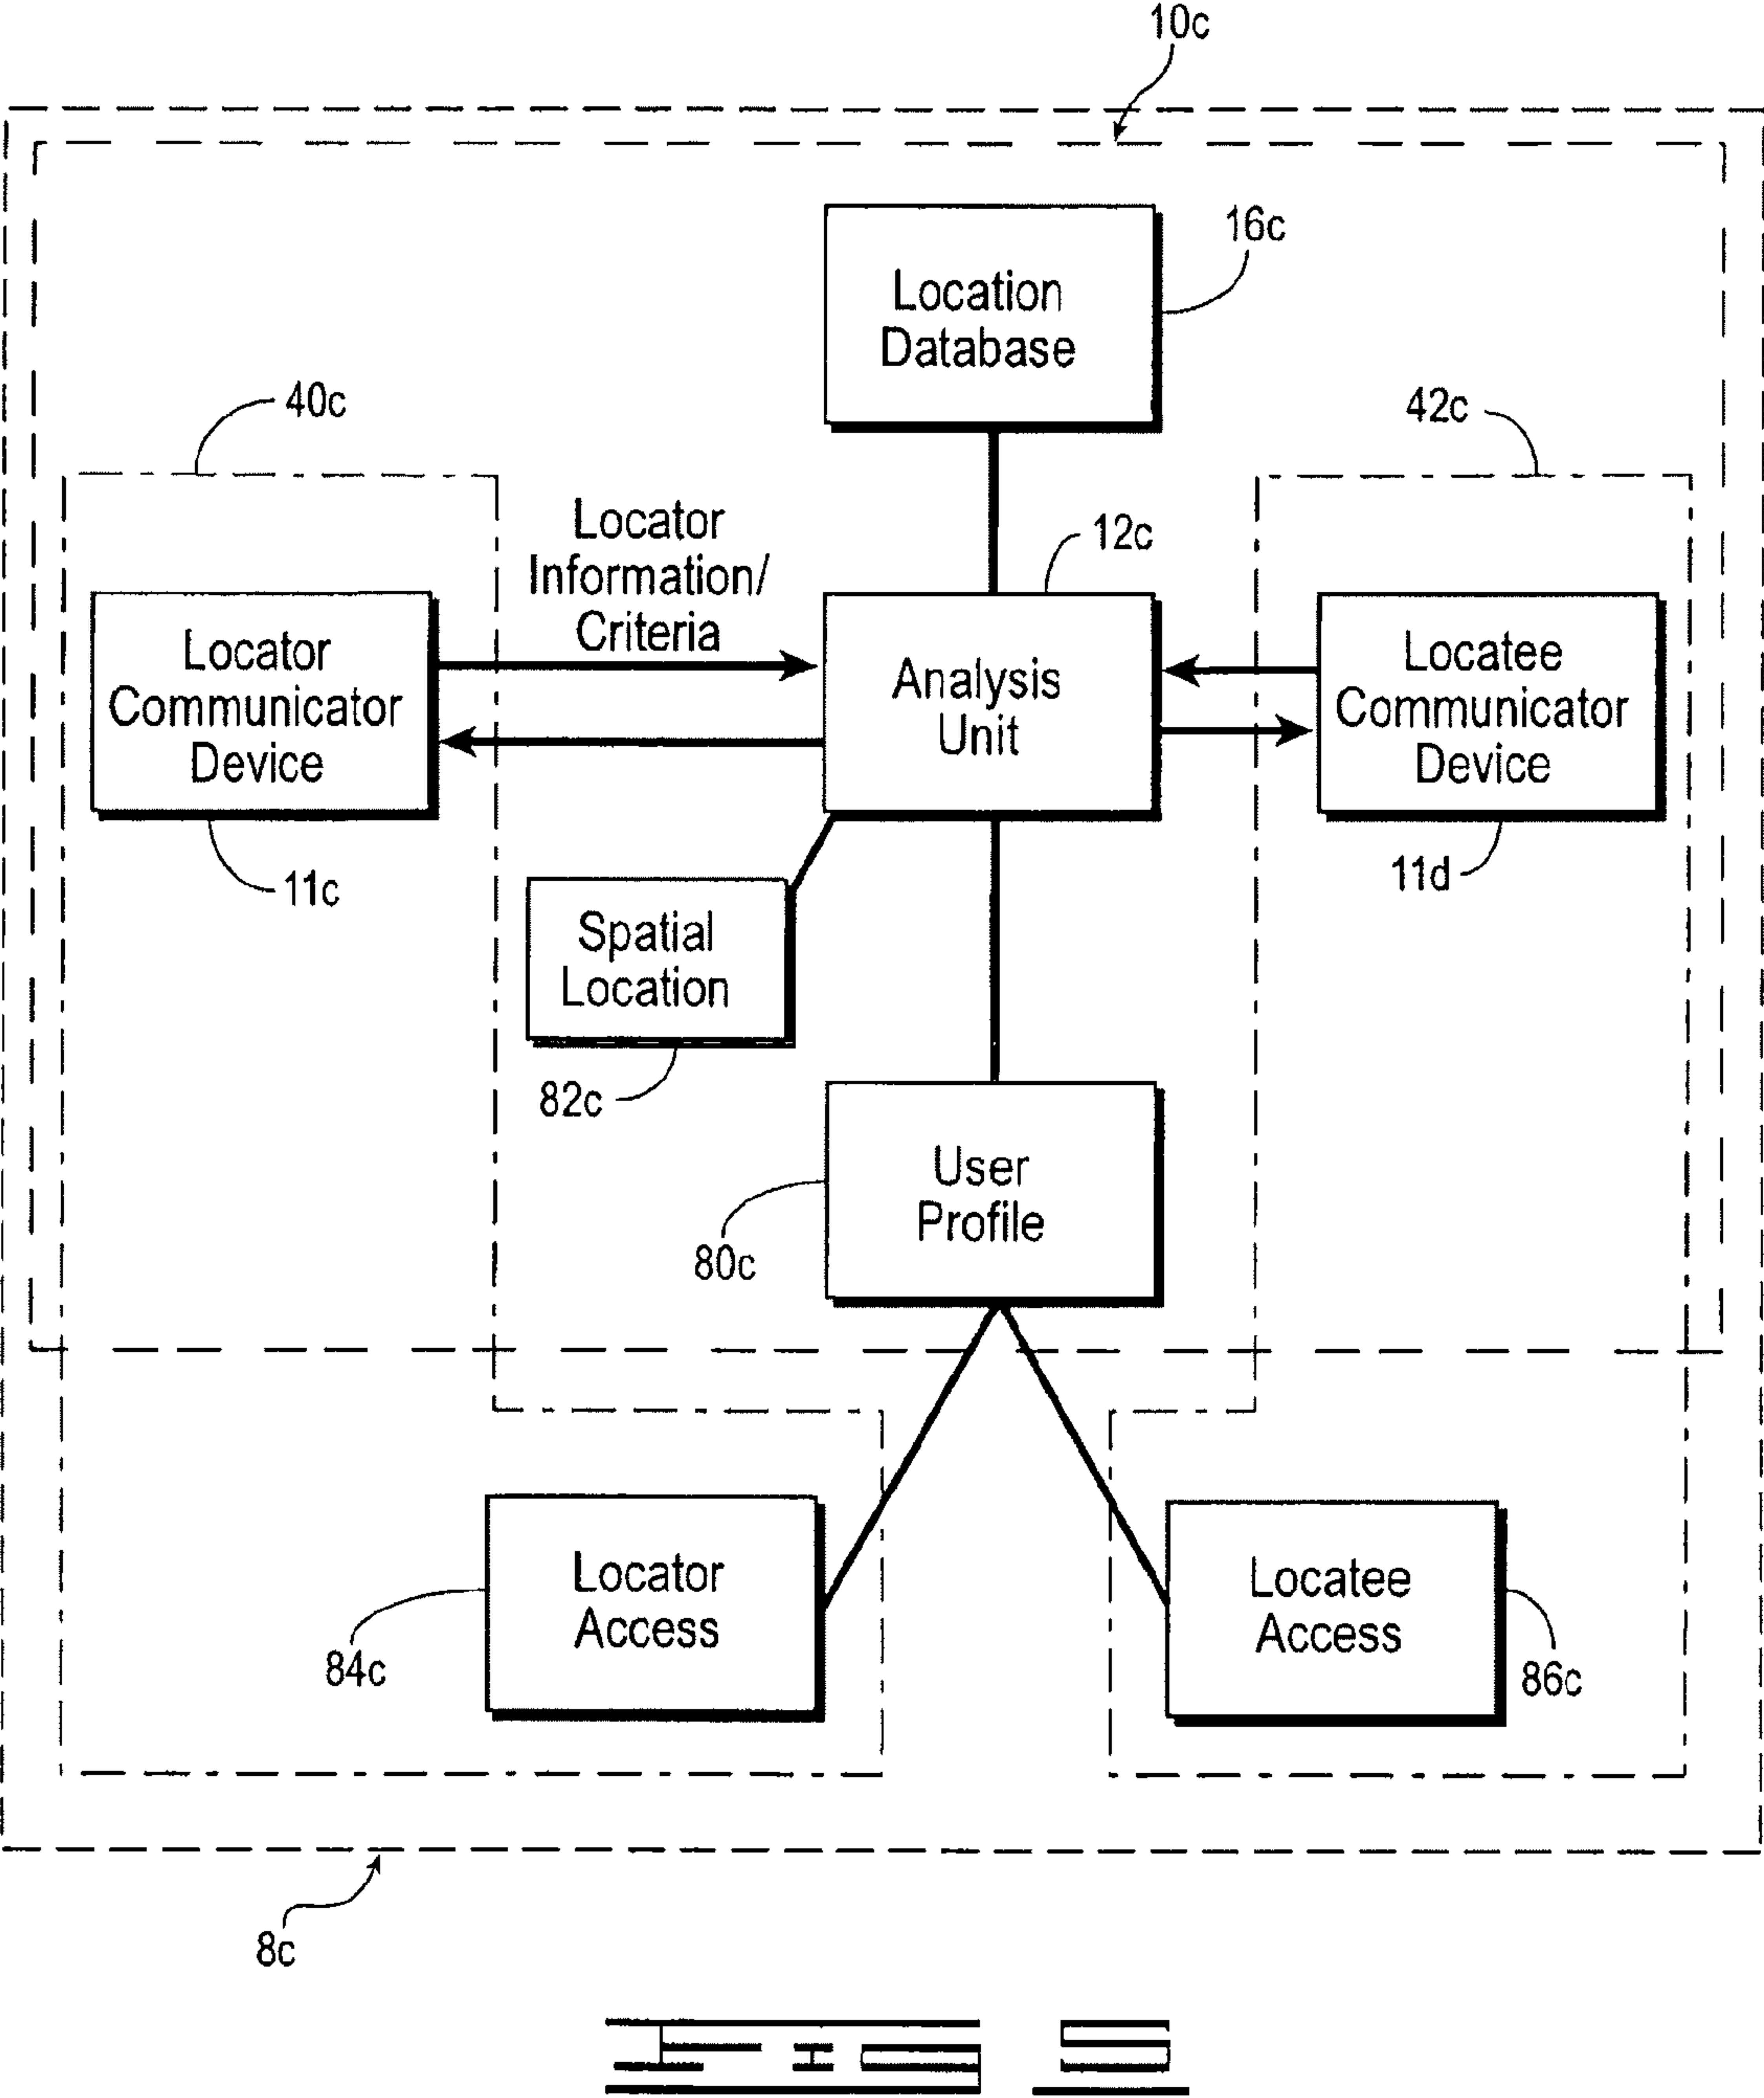 10c
16c
Location
Database
40c
42c
Locator
Information/
Criteria
12c
Locator
Communicator
Device
Analysis
Unit
Locatee
Communicator
Device
11c
11d
Spatial
Location
82c
User
Profile
80c
Locator
Access
Locatee
Access
84c
86c
8c
Fig 5